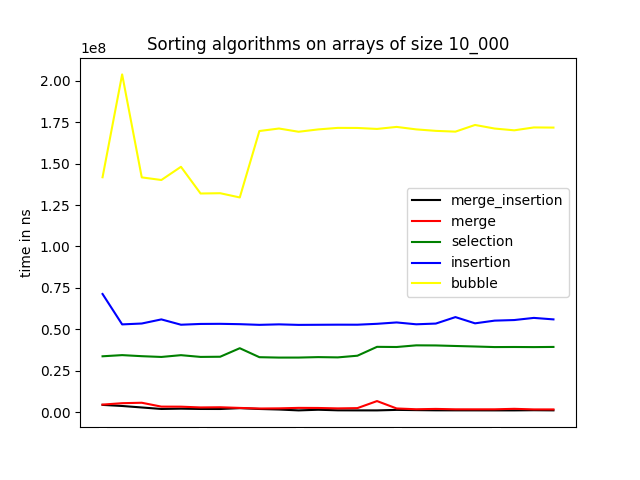 Sorting algorithms on arrays of size 10_000
1e8
2.00
1.75
1.50
1.25
1.00
0.75
0.50
0.25
0.00
time in ns
merge_insertion
merge
selection
insertion
bubble